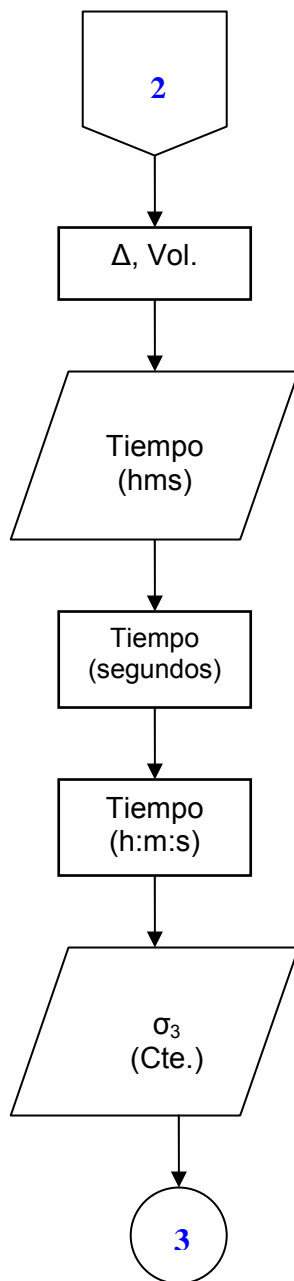 2
Δ, Vol.
Tiempo
(hms)
Tiempo
(segundos)
Tiempo
(h:m:s)
σ₃
(Cte.)
3